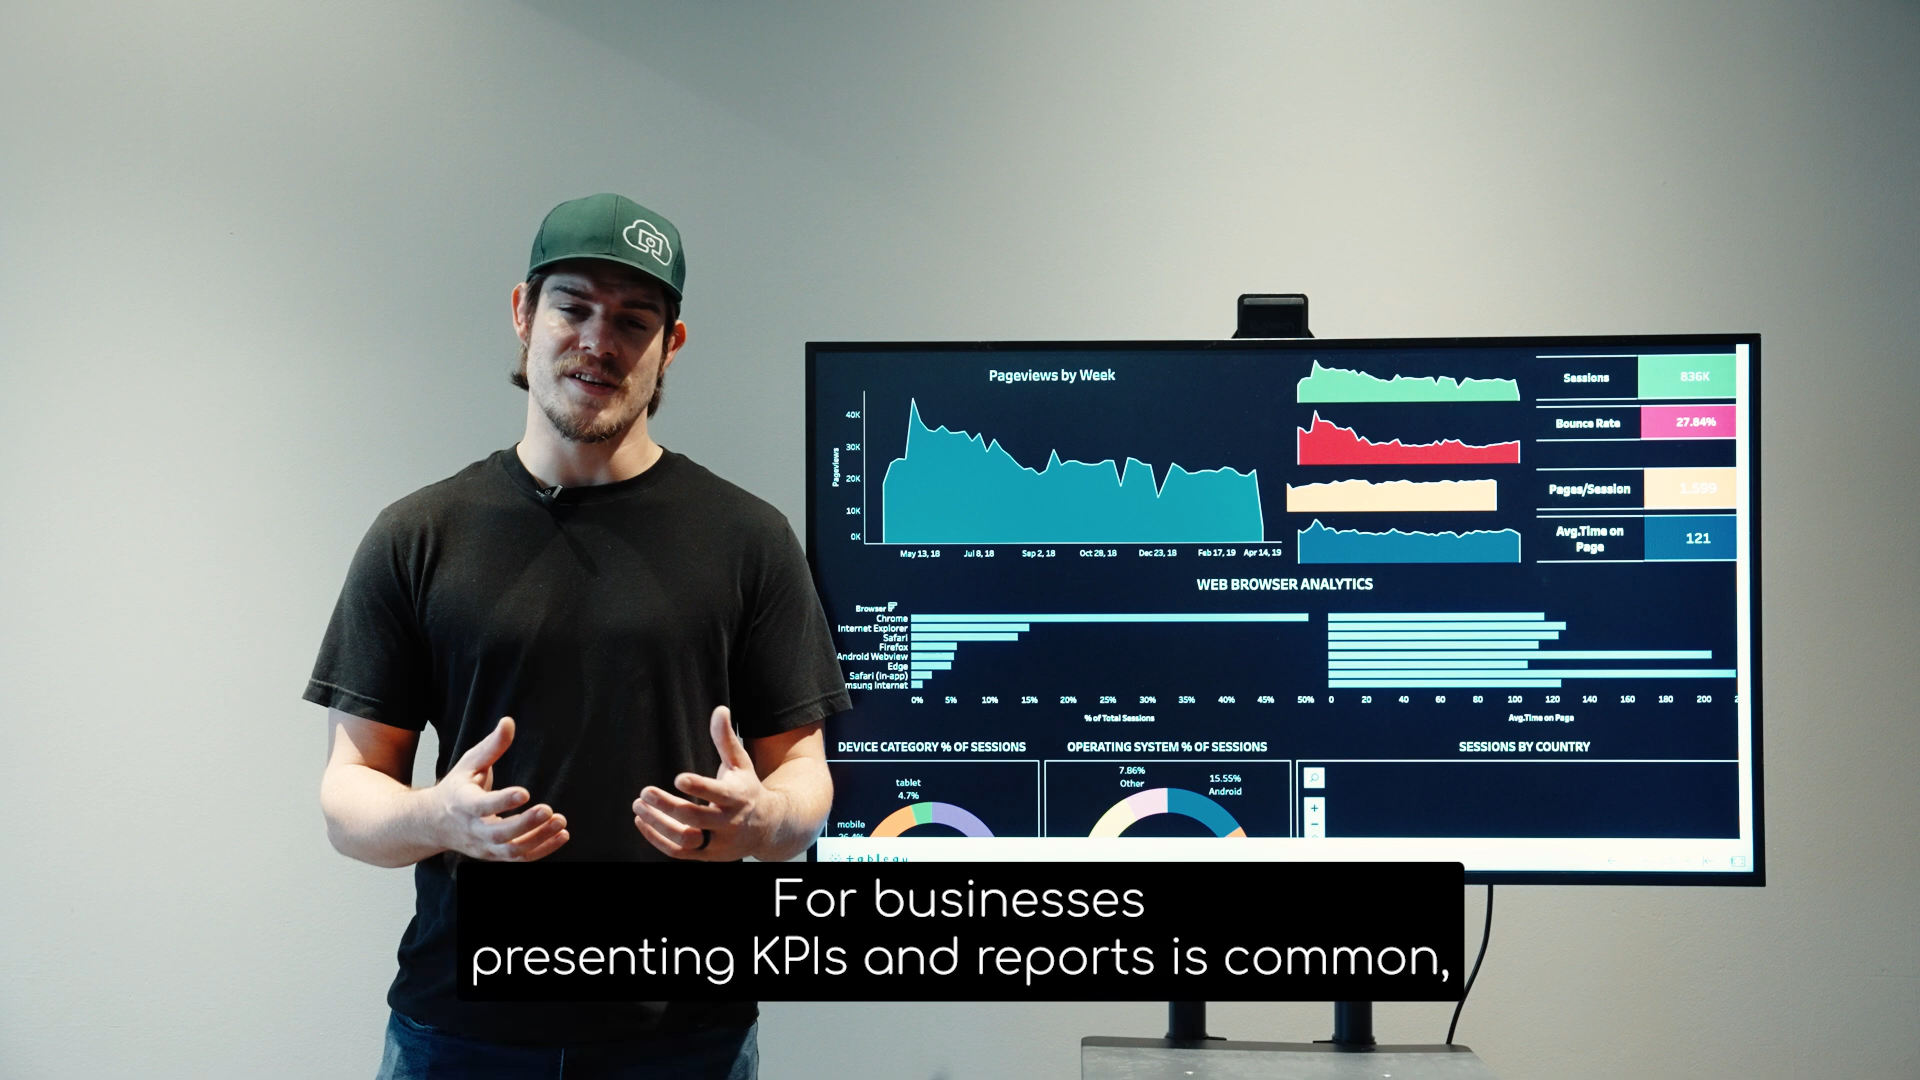 Pageviews by Week
Pageviews
40K
30K
20K
10K
0K
May 13, 18 Jul 8, 18 Sep 2, 18 Oct 28, 18 Dec 23, 18 Feb 17, 19 Apr 14, 19
Sessions 836K
Bounce Rate 27.84%
Pages/Session 1.599
Avg.Time on
Page
121
WEB BROWSER ANALYTICS
Browser
Chrome
Internet Explorer
Safari
Firefox
Android Webview
Edge
Safari (in-app)
msung Internet
0% 5% 10% 15% 20% 25% 30% 35% 40% 45% 50%
% of Total Sessions
0 20 40 60 80 100 120 140 160 180 200 2
Avg.Time on Page
DEVICE CATEGORY % OF SESSIONS
tablet
4.7%
mobile
OPERATING SYSTEM % OF SESSIONS
7.86%
Other
15.55%
Android
SESSIONS BY COUNTRY
+
−
tableau
For businesses
presenting KPIs and reports is common,